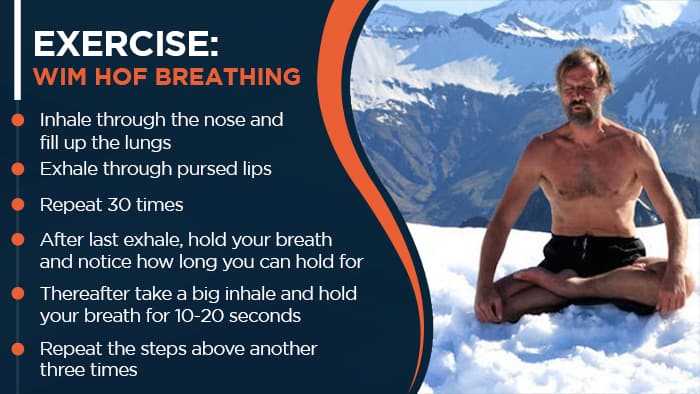 EXERCISE:
WIM HOF BREATHING
Inhale through the nose and
fill up the lungs
Exhale through pursed lips
Repeat 30 times
After last exhale, hold your breath
and notice how long you can hold for
Thereafter take a big inhale and hold
your breath for 10-20 seconds
Repeat the steps above another
three times